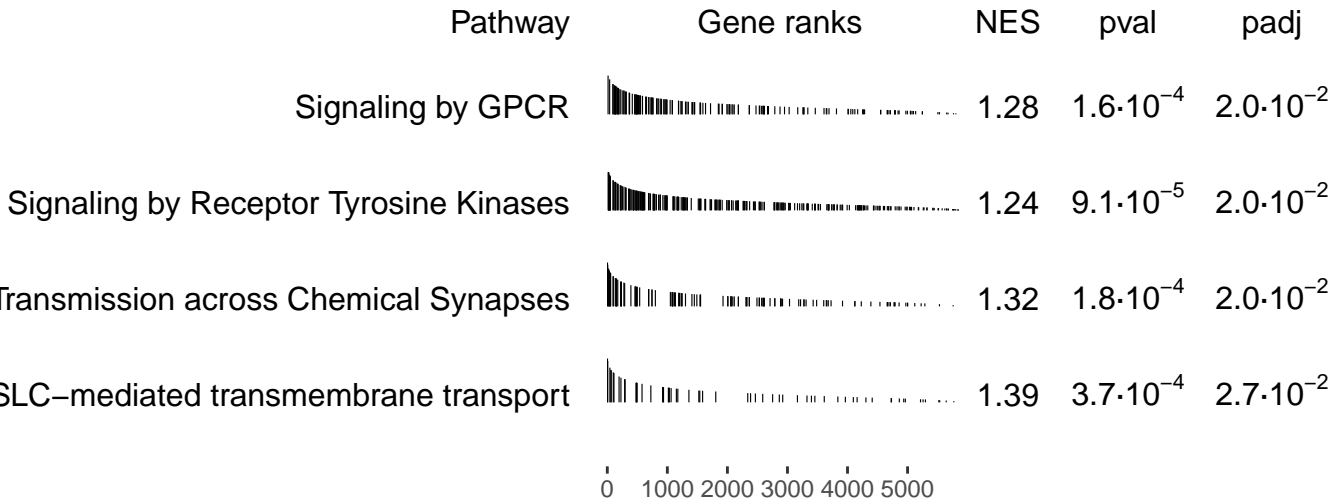 Pathway Gene ranks NES pval padj
Signaling by GPCR 1.28 1.6·10⁻⁴ 2.0·10⁻²
Signaling by Receptor Tyrosine Kinases 1.24 9.1·10⁻⁵ 2.0·10⁻²
Transmission across Chemical Synapses 1.32 1.8·10⁻⁴ 2.0·10⁻²
SLC−mediated transmembrane transport 1.39 3.7·10⁻⁴ 2.7·10⁻²
0 1000 2000 3000 4000 5000